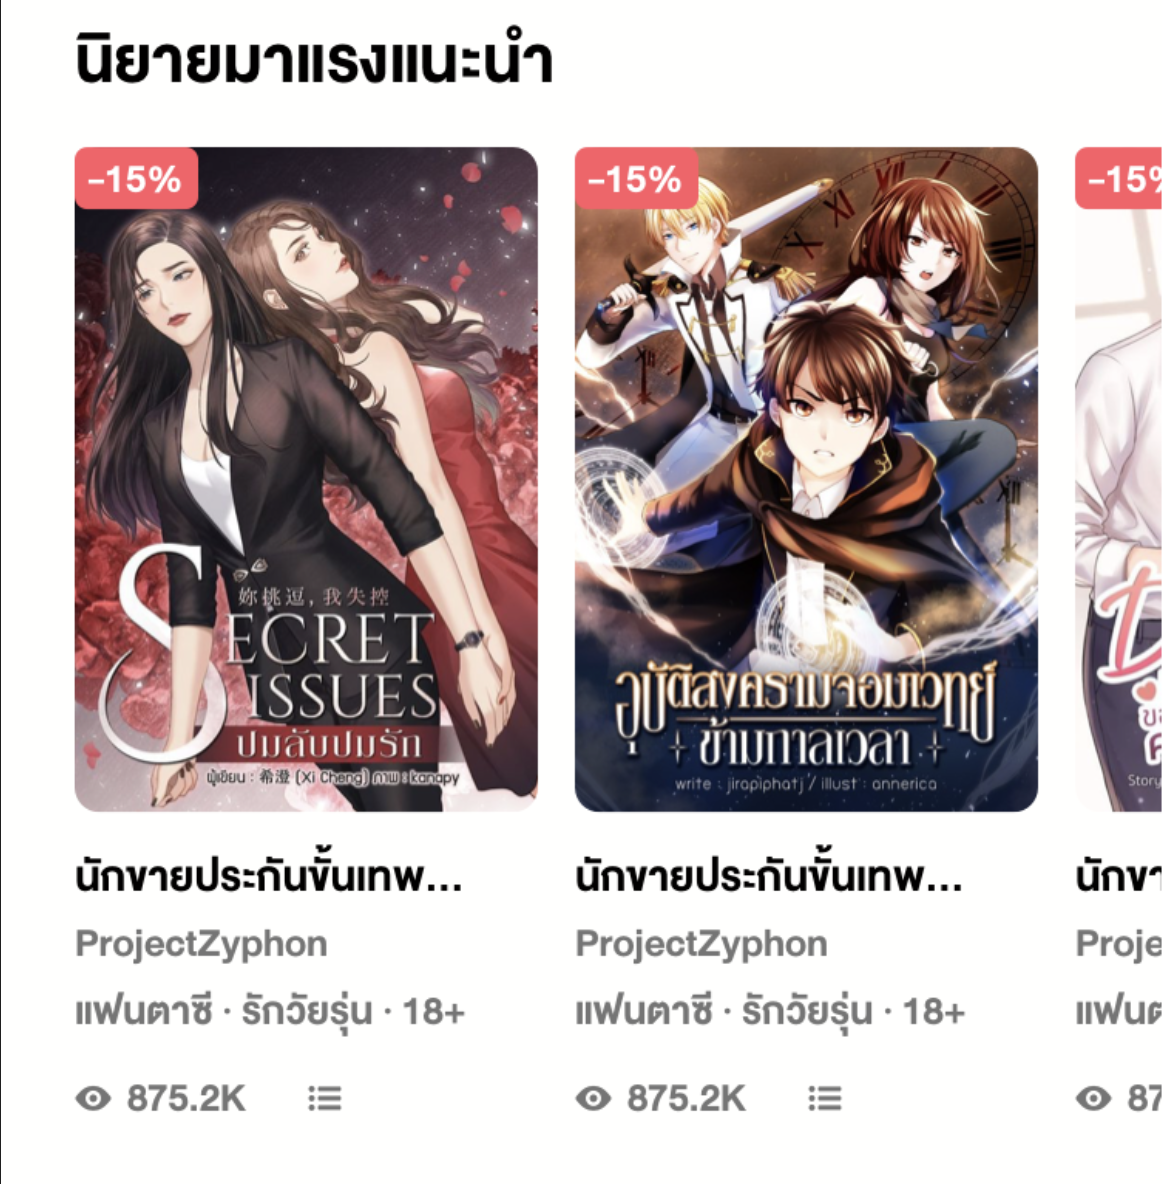 นิยายมาแรงแนะนำ
-15%
妳挑逗,我失控
SECRET
ISSUES
ปมลับปมรัก
ผู้เขียน : 希澄 (Xi Cheng) ภาพ : kanapy
นักขายประกันขั้นเทพ...
ProjectZyphon
แฟนตาซี · รักวัยรุ่น · 18+
875.2K
-15%
XII
อุบัติสงครามจอมเวทย์
ข้ามกาลเวลา
write : jirapiphatj / illust : annerica
นักขายประกันขั้นเทพ...
ProjectZyphon
แฟนตาซี · รักวัยรุ่น · 18+
875.2K
-15%
D
Story
นักขา
Proje
แฟนต
87